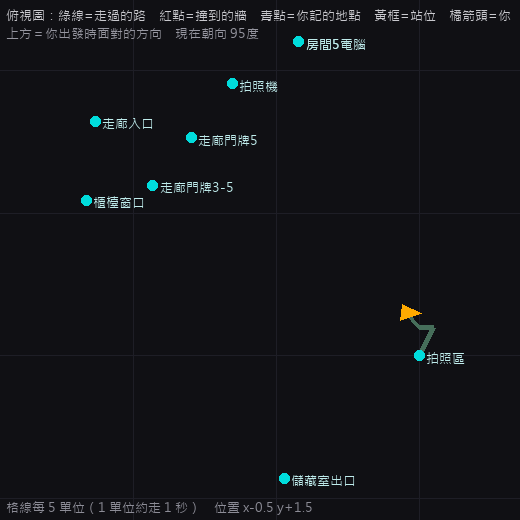 俯視圖：綠線=走過的路　紅點=撞到的牆　青點=你記的地點　黃框=站位　橘箭頭=你
上方＝你出發時面對的方向　現在朝向 95度
房間5電腦
拍照機
走廊入口
走廊門牌5
走廊門牌3-5
櫃檯窗口
拍照區
儲藏室出口
格線每 5 單位（1 單位約走 1 秒）　位置 x-0.5 y+1.5